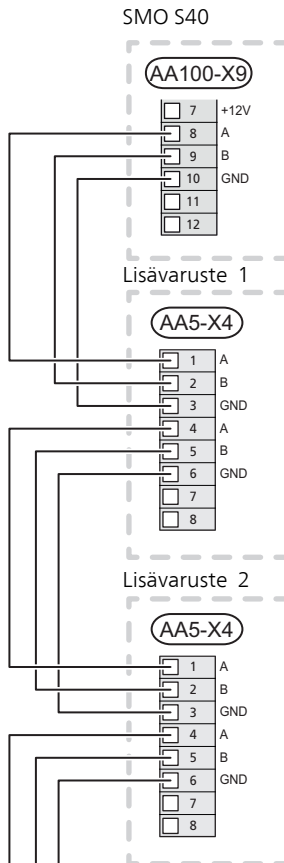 SMO S40
AA100-X9
7 +12V
8 A
9 B
10 GND
11
12
Lisävaruste 1
AA5-X4
1 A
2 B
3 GND
4 A
5 B
6 GND
7
8
Lisävaruste 2
AA5-X4
1 A
2 B
3 GND
4 A
5 B
6 GND
7
8